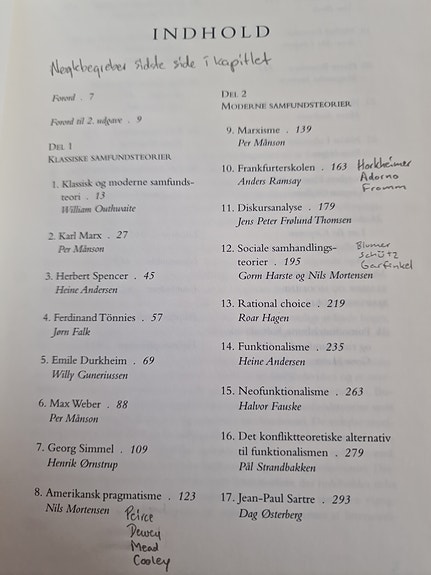 INDHOLD
Nøglebegreber sidste side i kapitlet
Forord . 7
Forord til 2. udgave . 9
DEL 1
KLASSISKE SAMFUNDSTEORIER
1. Klassisk og moderne samfunds-
teori . 13
William Outhwaite
2. Karl Marx . 27
Per Månson
3. Herbert Spencer . 45
Heine Andersen
4. Ferdinand Tönnies . 57
Jørn Falk
5. Emile Durkheim . 69
Willy Guneriussen
6. Max Weber . 88
Per Månson
7. Georg Simmel . 109
Henrik Ørnstrup
8. Amerikansk pragmatisme . 123
Nils Mortensen
Peirce
Dewey
Mead
Cooley
DEL 2
MODERNE SAMFUNDSTEORIER
9. Marxisme . 139
Per Månson
10. Frankfurterskolen . 163
Anders Ramsay
Horkheimer
Adorno
Fromm
11. Diskursanalyse . 179
Jens Peter Frølund Thomsen
12. Sociale samhandlings-
teorier . 195
Gorm Harste og Nils Mortensen
Blumer
Schütz
Garfinkel
13. Rational choice . 219
Roar Hagen
14. Funktionalisme . 235
Heine Andersen
15. Neofunktionalisme . 263
Halvor Fauske
16. Det konfliktteoretiske alternativ
til funktionalismen . 279
Pål Strandbakken
17. Jean-Paul Sartre . 293
Dag Østerberg